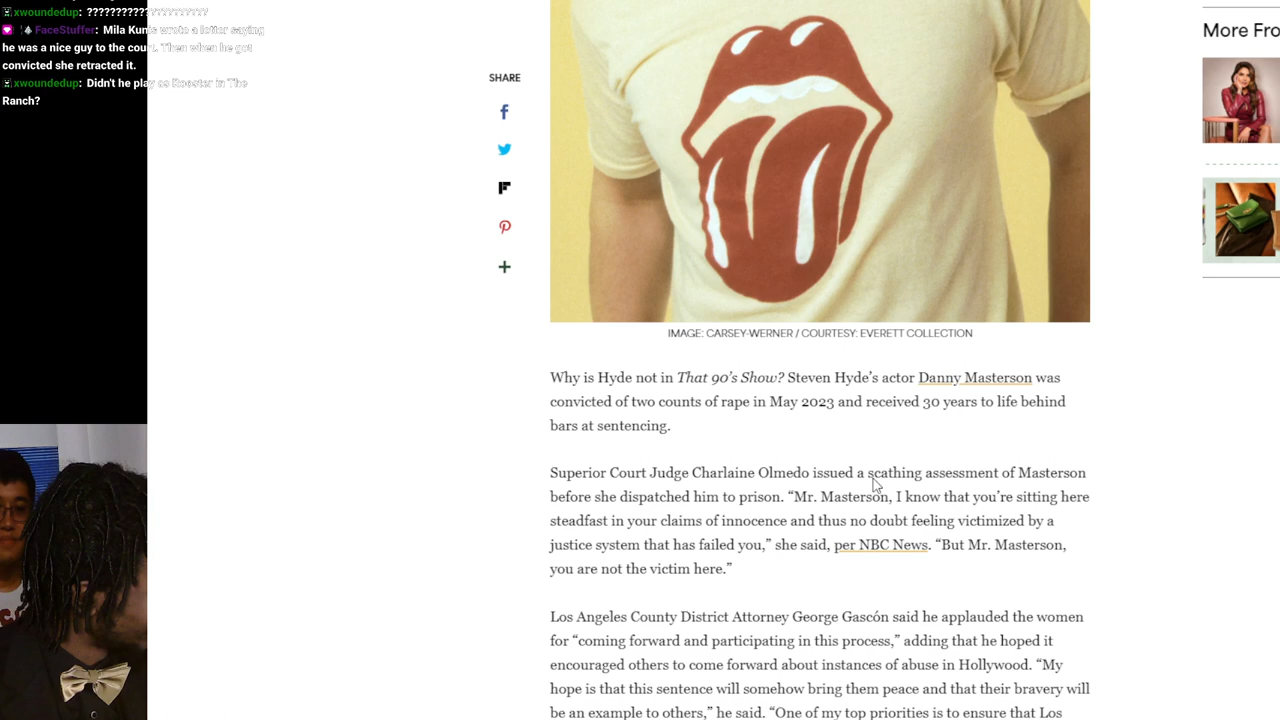 xwoundedup: ???????????????????????
FaceStuffer: Mila Kunis wrote a letter saying
he was a nice guy to the court. Then when he got
convicted she retracted it.
xwoundedup: Didn't he play as Rooster in The
Ranch?
SHARE
More Fro
IMAGE: CARSEY-WERNER / COURTESY: EVERETT COLLECTION
Why is Hyde not in That 90's Show? Steven Hyde's actor Danny Masterson was
convicted of two counts of rape in May 2023 and received 30 years to life behind
bars at sentencing.
Superior Court Judge Charlaine Olmedo issued a scathing assessment of Masterson
before she dispatched him to prison. “Mr. Masterson, I know that you’re sitting here
steadfast in your claims of innocence and thus no doubt feeling victimized by a
justice system that has failed you,” she said, per NBC News. “But Mr. Masterson,
you are not the victim here.”
Los Angeles County District Attorney George Gascón said he applauded the women
for “coming forward and participating in this process,” adding that he hoped it
encouraged others to come forward about instances of abuse in Hollywood. “My
hope is that this sentence will somehow bring them peace and that their bravery will
be an example to others,” he said. “One of my top priorities is to ensure that Los